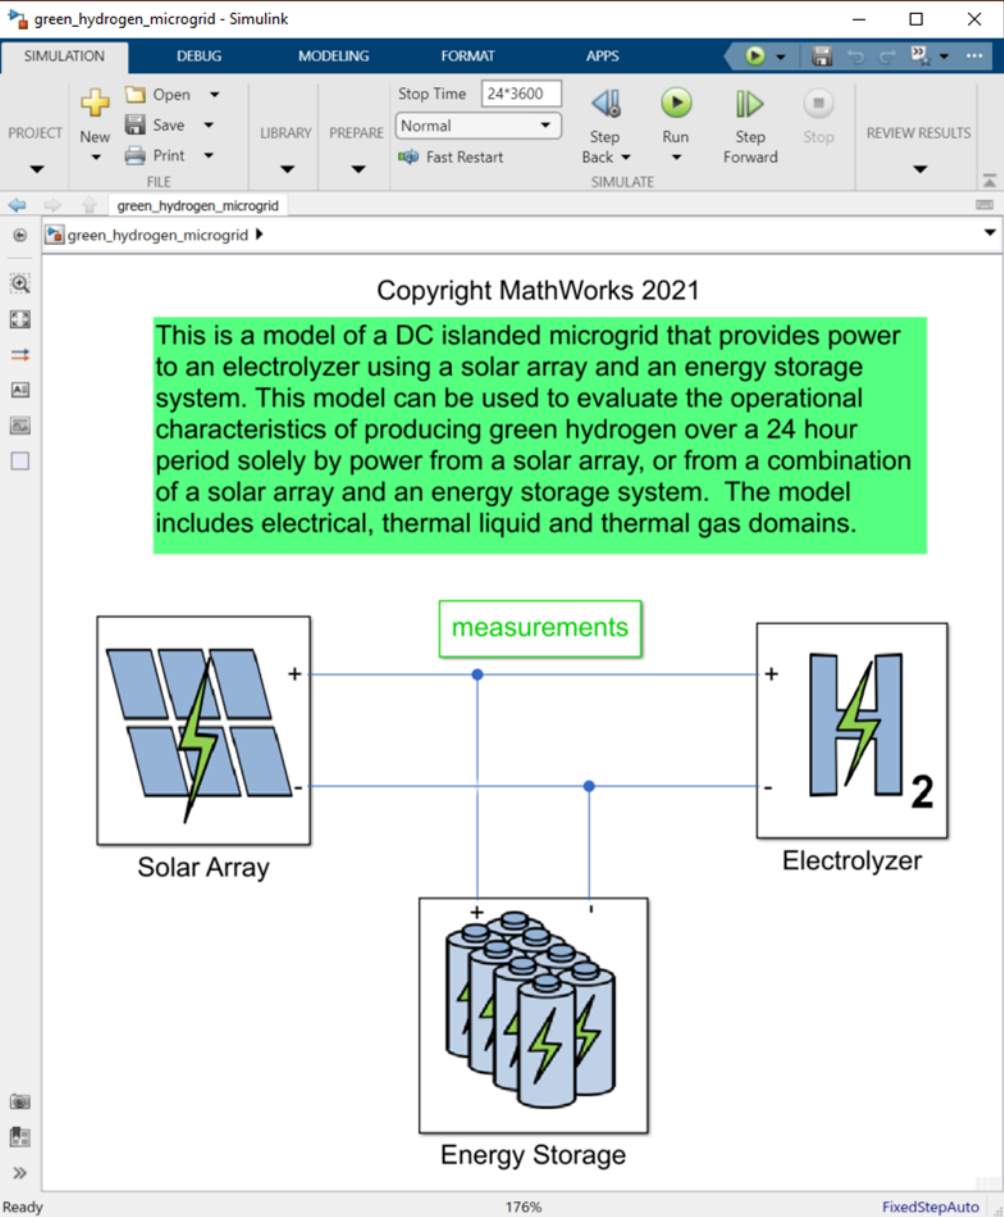 green_hydrogen_microgrid - Simulink
SIMULATION DEBUG MODELING FORMAT APPS
PROJECT
New
Open
Save
Print
FILE
LIBRARY
PREPARE
Stop Time 24*3600
Normal
Fast Restart
Step Back
Run
Step Forward
Stop
SIMULATE
REVIEW RESULTS
green_hydrogen_microgrid
green_hydrogen_microgrid
Copyright MathWorks 2021
This is a model of a DC islanded microgrid that provides power
to an electrolyzer using a solar array and an energy storage
system. This model can be used to evaluate the operational
characteristics of producing green hydrogen over a 24 hour
period solely by power from a solar array, or from a combination
of a solar array and an energy storage system.  The model
includes electrical, thermal liquid and thermal gas domains.
measurements
+ +
- -
H2
Solar Array
Electrolyzer
+ -
Energy Storage
Ready 176% FixedStepAuto